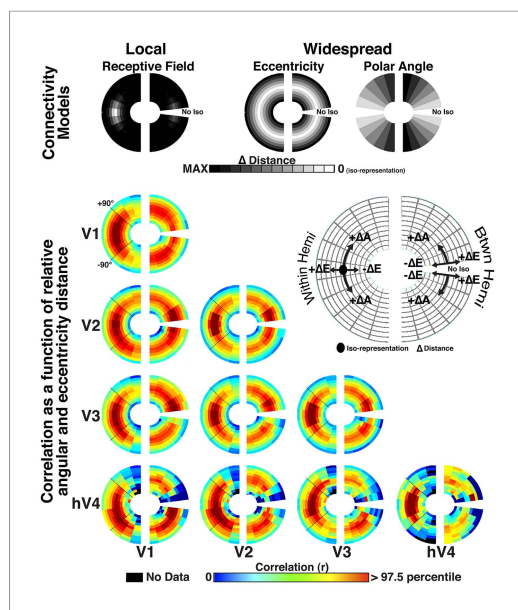 Local
Widespread
Receptive Field
Eccentricity
Polar Angle
Connectivity
Models
No Iso
No Iso
Δ Distance
MAX
0 (Iso-representation)
+90°
-90°
V1
V2
V3
hV4
Correlation as a function of relative
angular and eccentricity distance
Within Hemi
Btwn Hemi
+ΔA
+ΔA
+ΔE
-ΔE
-ΔE
-ΔE
+ΔE
No Iso
+ΔE
+ΔA
+ΔA
Iso-representation
Δ Distance
V1
V2
V3
hV4
No Data
Correlation (r)
0
> 97.5 percentile